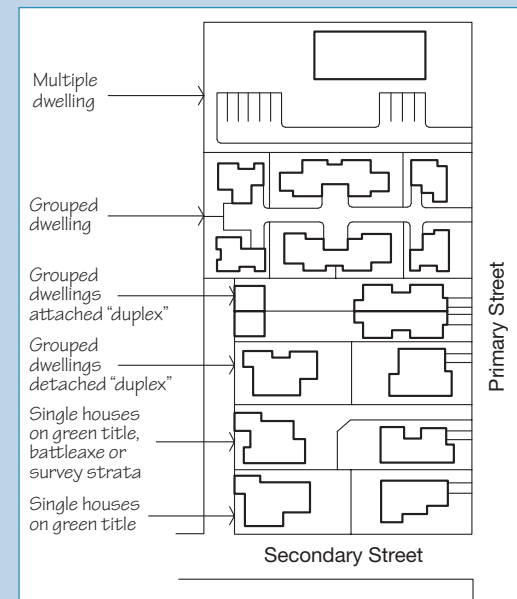 Multiple
dwelling
Grouped
dwelling
Grouped
dwellings
attached “duplex”
Grouped
dwellings
detached “duplex”
Single houses
on green title,
battleaxe or
survey strata
Single houses
on green title
Primary Street
Secondary Street